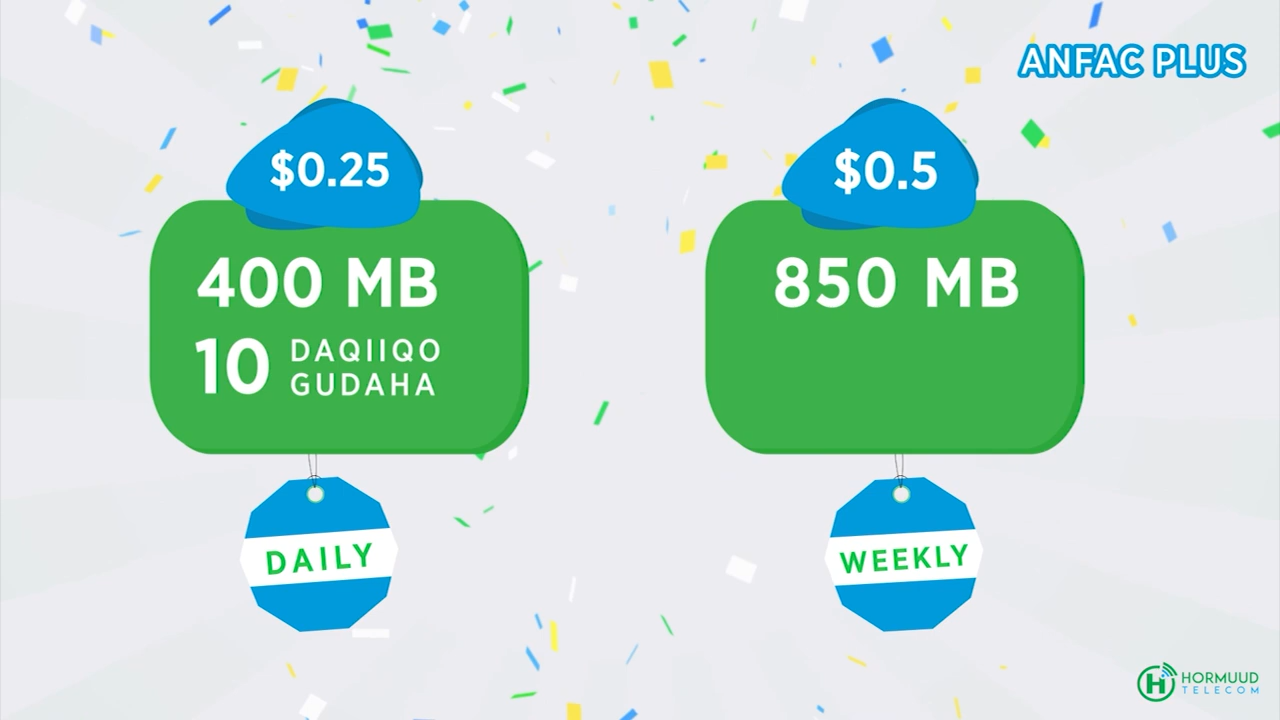 ANFAC PLUS
$0.25
400 MB
10 DAQIIQO
GUDAHA
DAILY
$0.5
850 MB
WEEKLY
HORMUUD
TELECOM